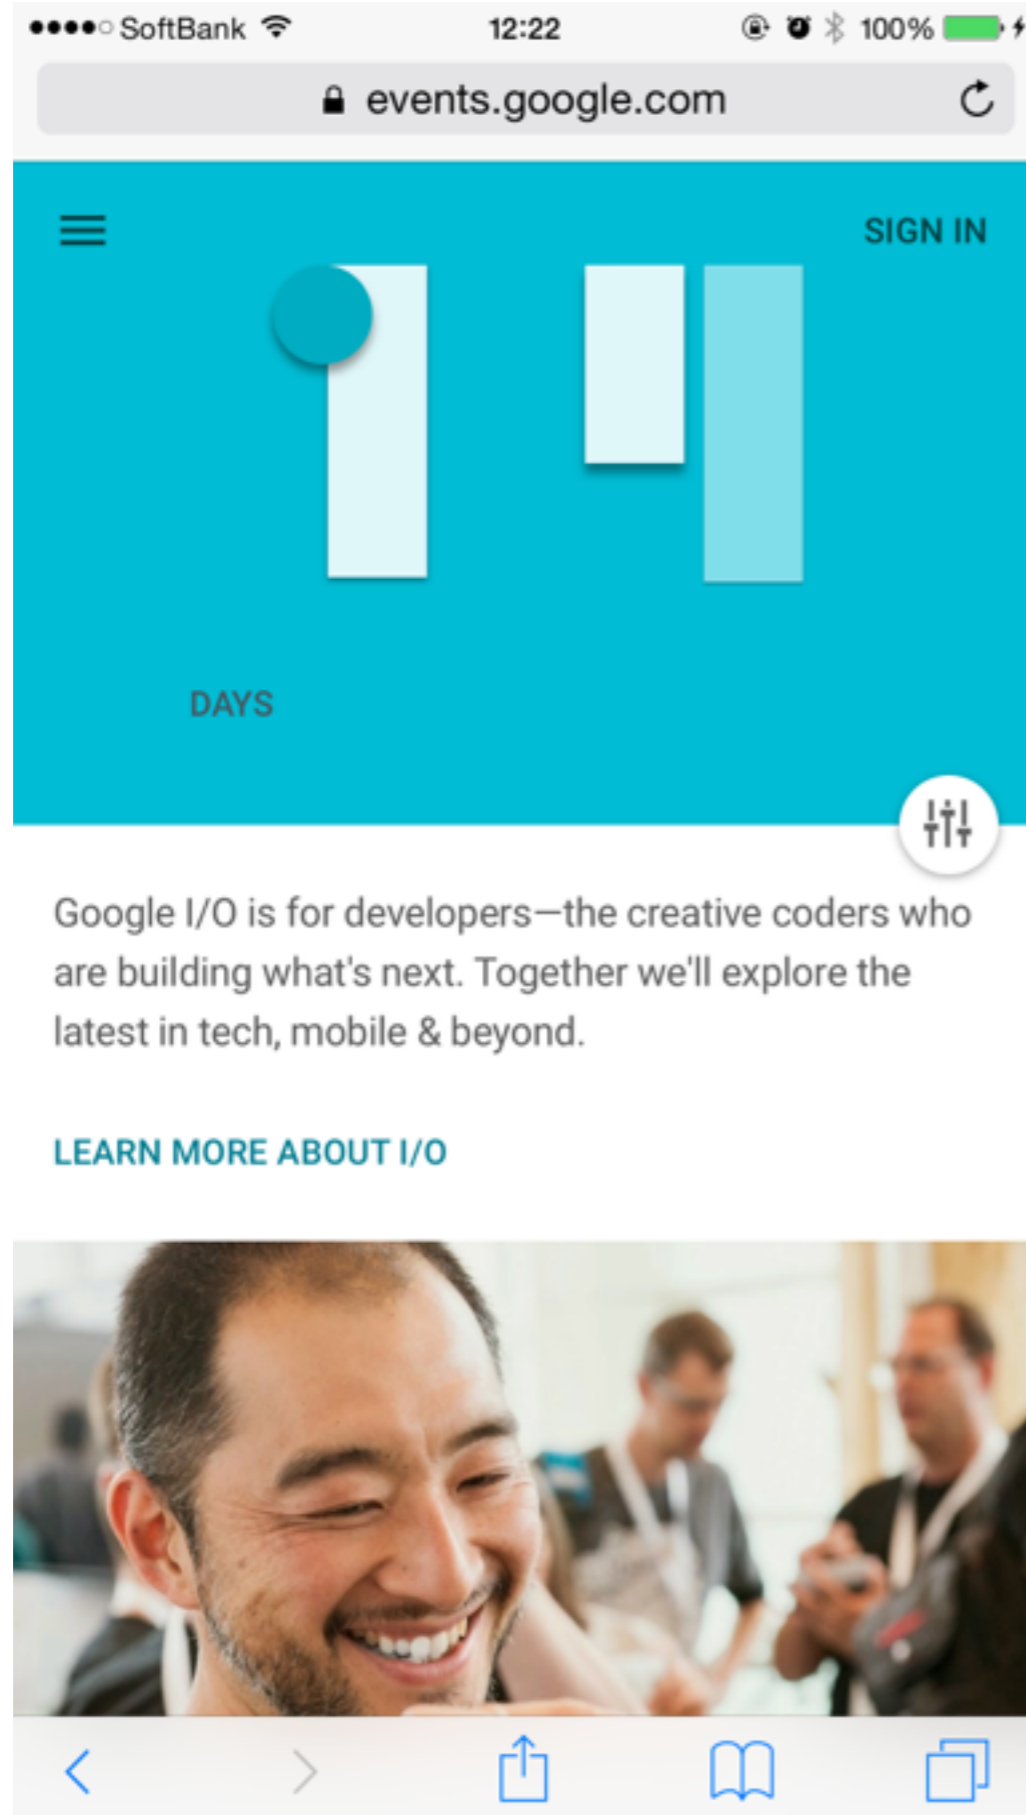 SoftBank 12:22 100%
events.google.com
SIGN IN
14
DAYS
Google I/O is for developers—the creative coders who
are building what's next. Together we'll explore the
latest in tech, mobile & beyond.
LEARN MORE ABOUT I/O